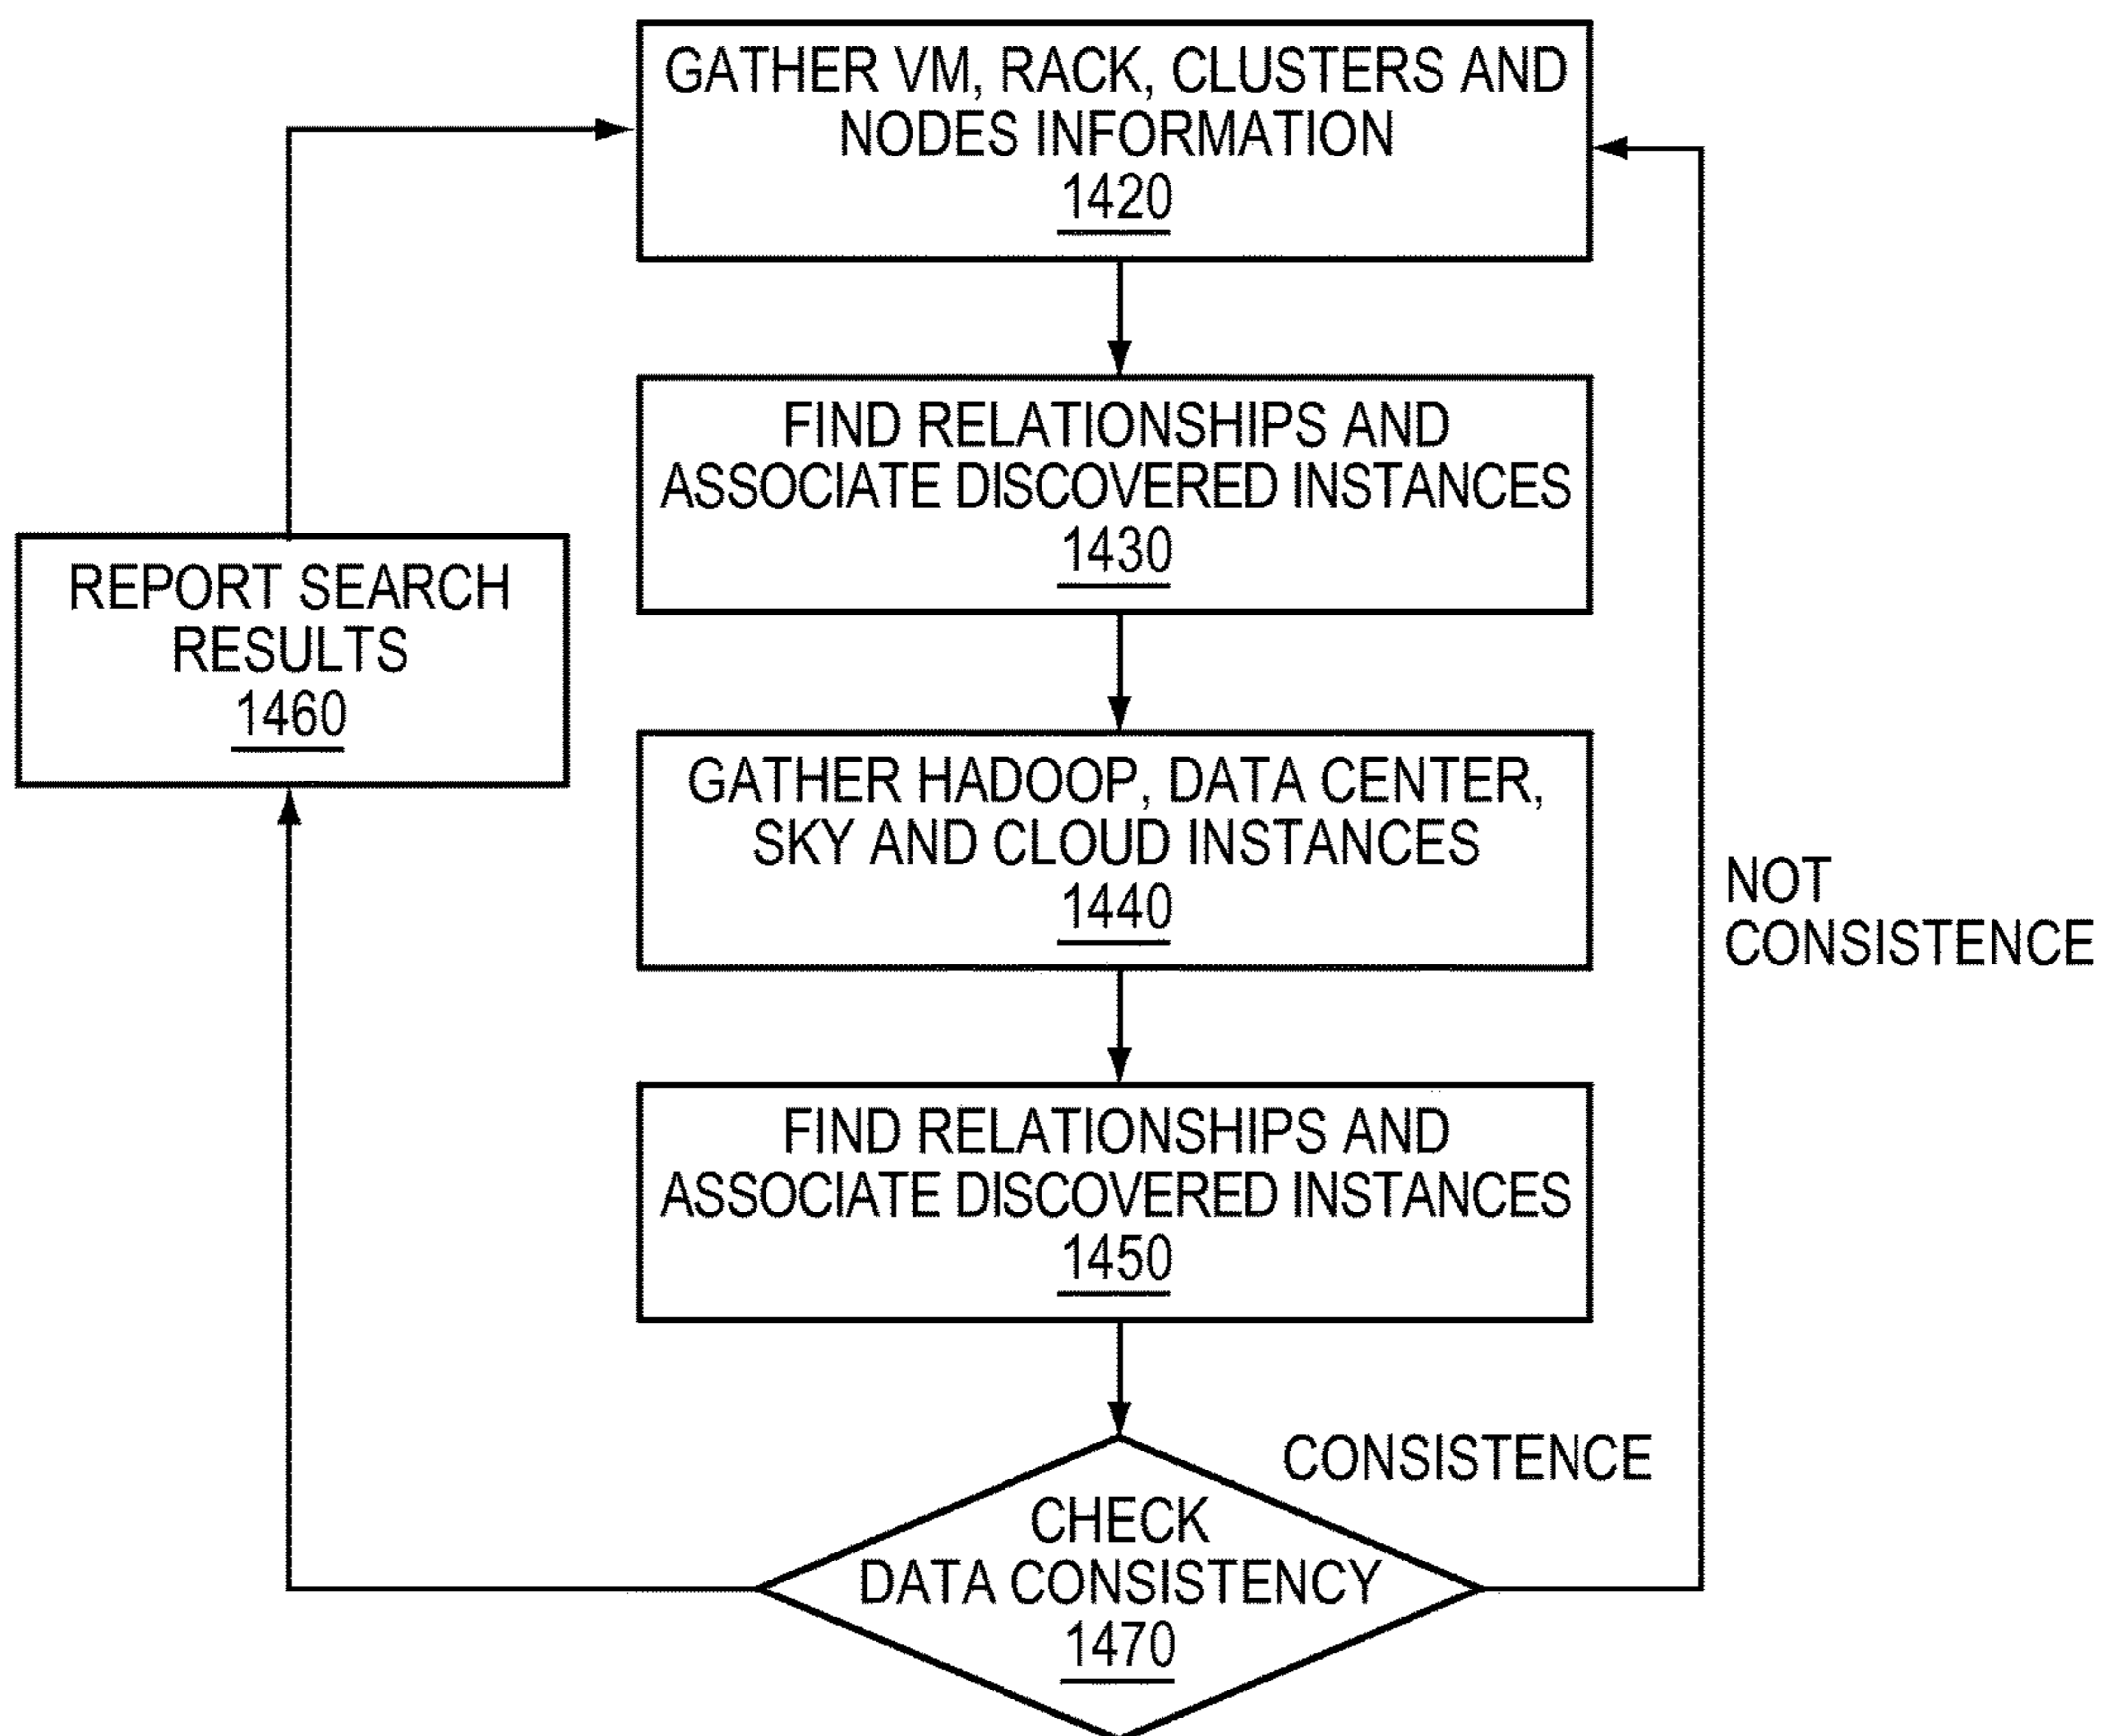 GATHER VM, RACK, CLUSTERS AND
NODES INFORMATION
1420
FIND RELATIONSHIPS AND
ASSOCIATE DISCOVERED INSTANCES
1430
REPORT SEARCH
RESULTS
1460
GATHER HADOOP, DATA CENTER,
SKY AND CLOUD INSTANCES
1440
NOT
CONSISTENCE
FIND RELATIONSHIPS AND
ASSOCIATE DISCOVERED INSTANCES
1450
CONSISTENCE
CHECK
DATA CONSISTENCY
1470